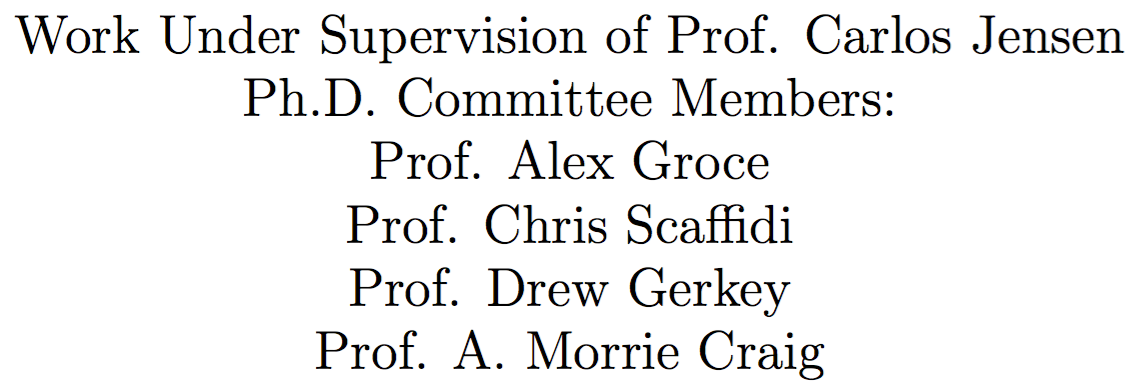 Work Under Supervision of Prof. Carlos Jensen
Ph.D. Committee Members:
Prof. Alex Groce
Prof. Chris Scaffidi
Prof. Drew Gerkey
Prof. A. Morrie Craig